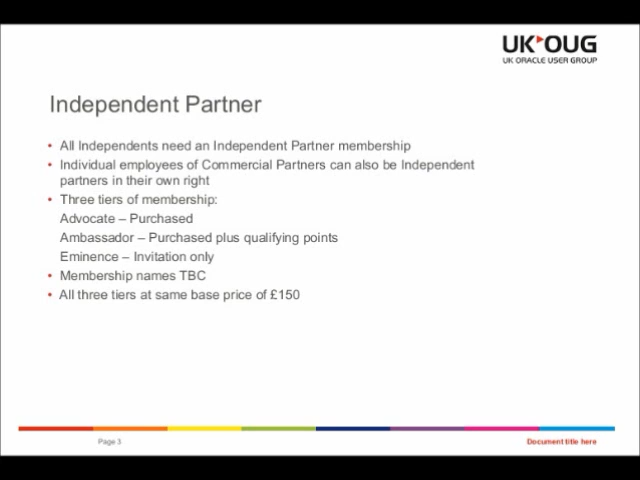 UK OUG
UK ORACLE USER GROUP
Independent Partner
• All Independents need an Independent Partner membership
• Individual employees of Commercial Partners can also be Independent
partners in their own right
• Three tiers of membership:
Advocate – Purchased
Ambassador – Purchased plus qualifying points
Eminence – Invitation only
• Membership names TBC
• All three tiers at same base price of £150
Page 3
Document title here